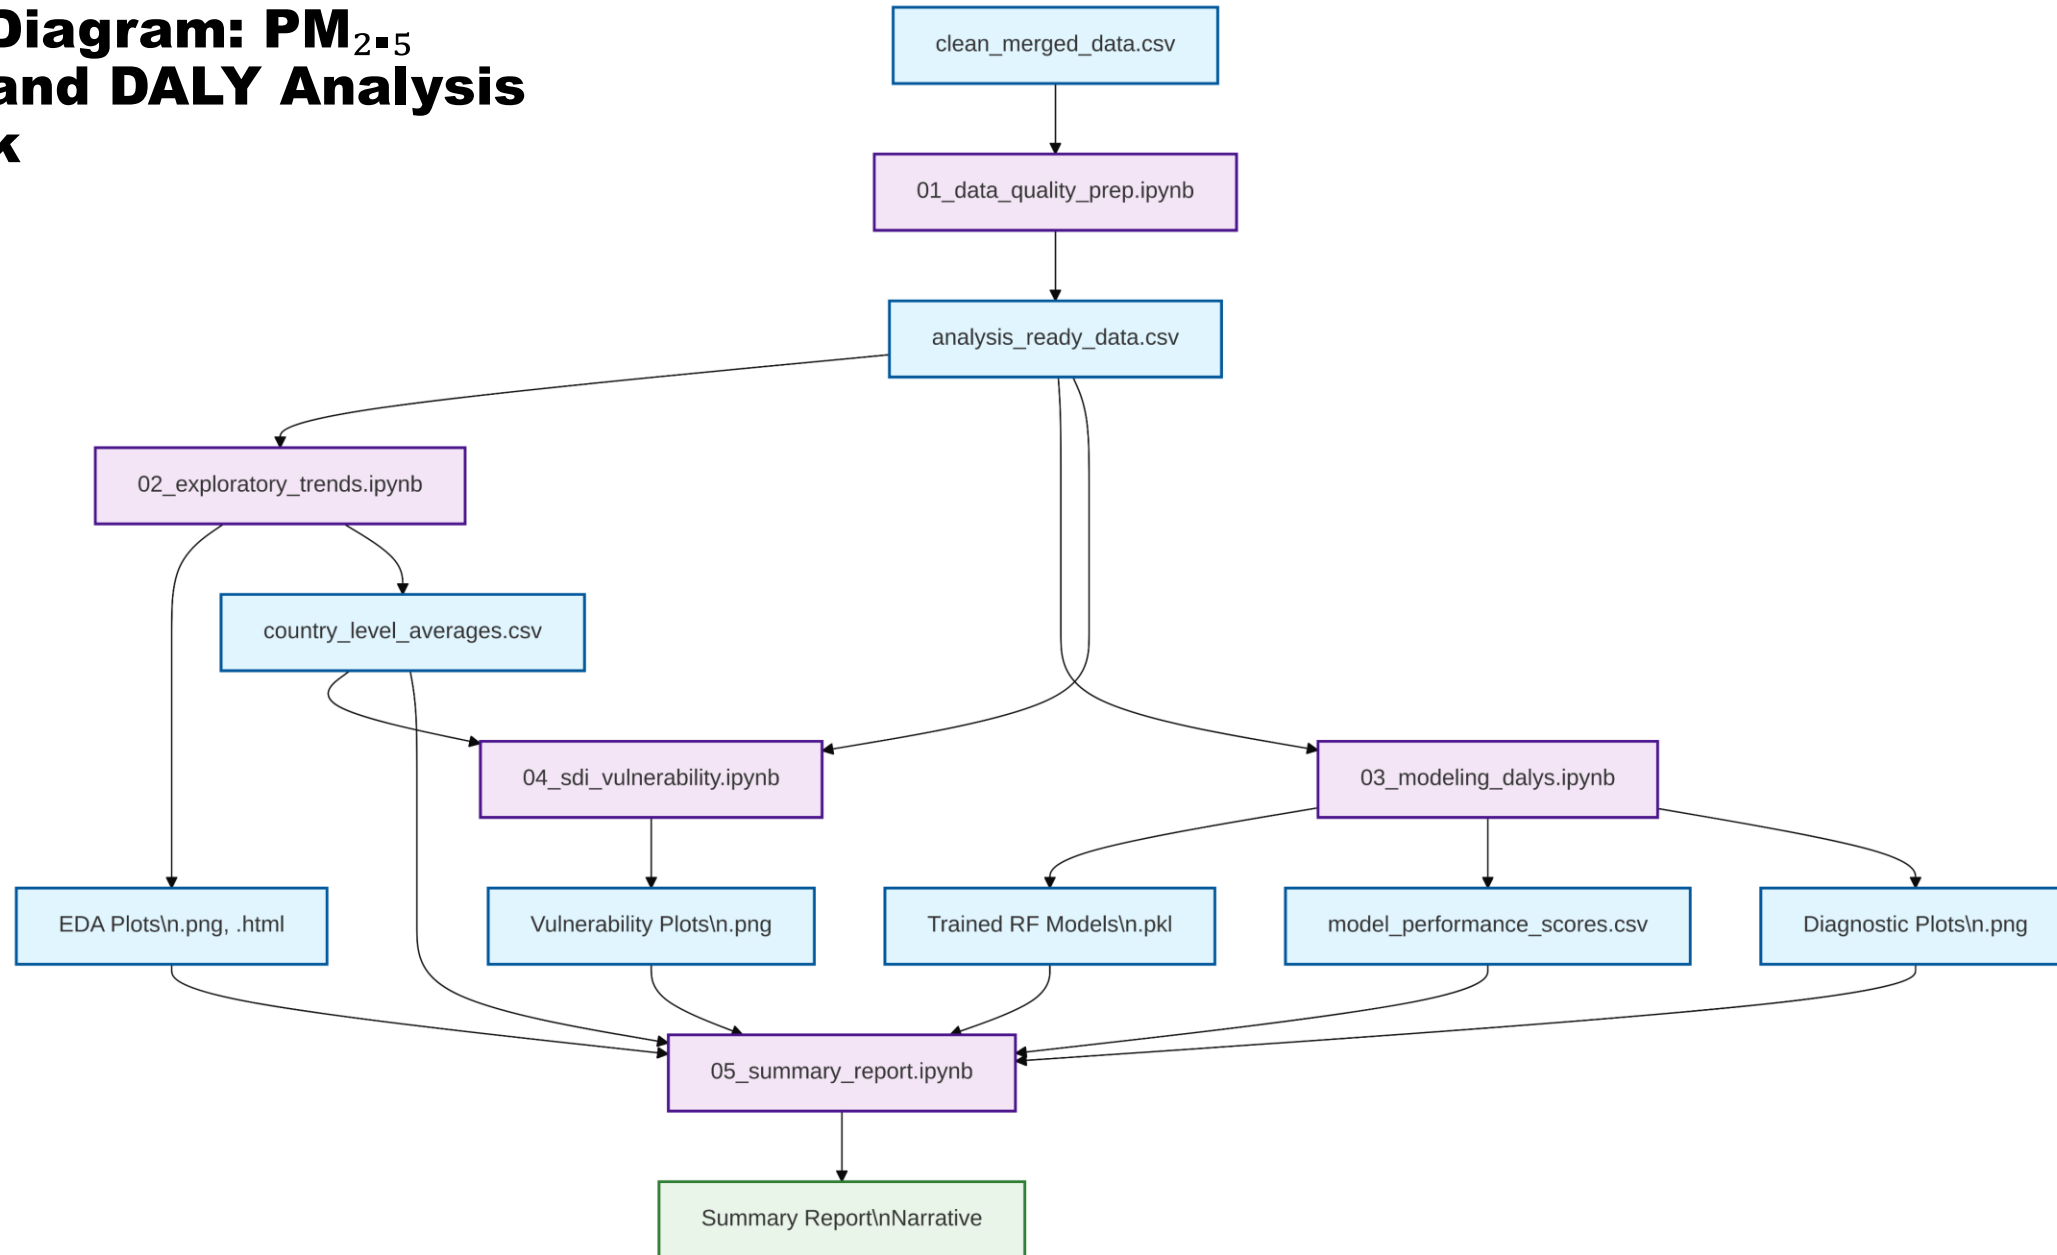 Diagram: PM₂.₅
and DALY Analysis
k
clean_merged_data.csv
01_data_quality_prep.ipynb
analysis_ready_data.csv
02_exploratory_trends.ipynb
country_level_averages.csv
04_sdi_vulnerability.ipynb
03_modeling_dalys.ipynb
EDA Plots\n.png, .html
Vulnerability Plots\n.png
Trained RF Models\n.pkl
model_performance_scores.csv
Diagnostic Plots\n.png
05_summary_report.ipynb
Summary Report\nNarrative